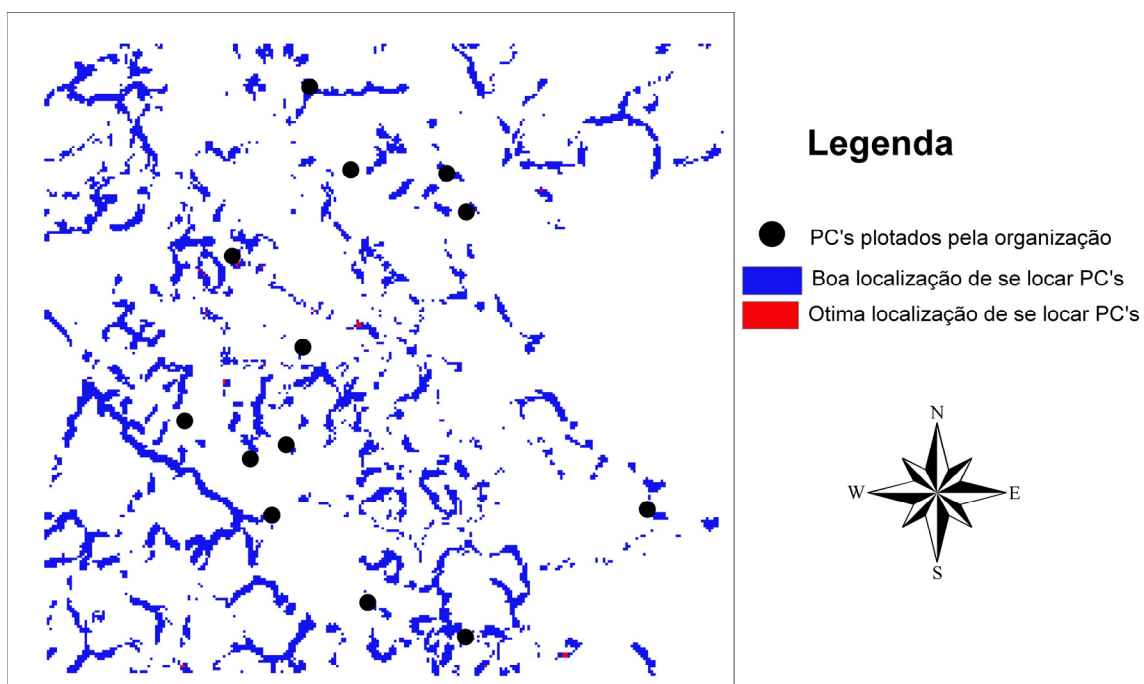 Legenda
PC's plotados pela organização
Boa localização de se locar PC's
Otima localização de se locar PC's
N
W
E
S